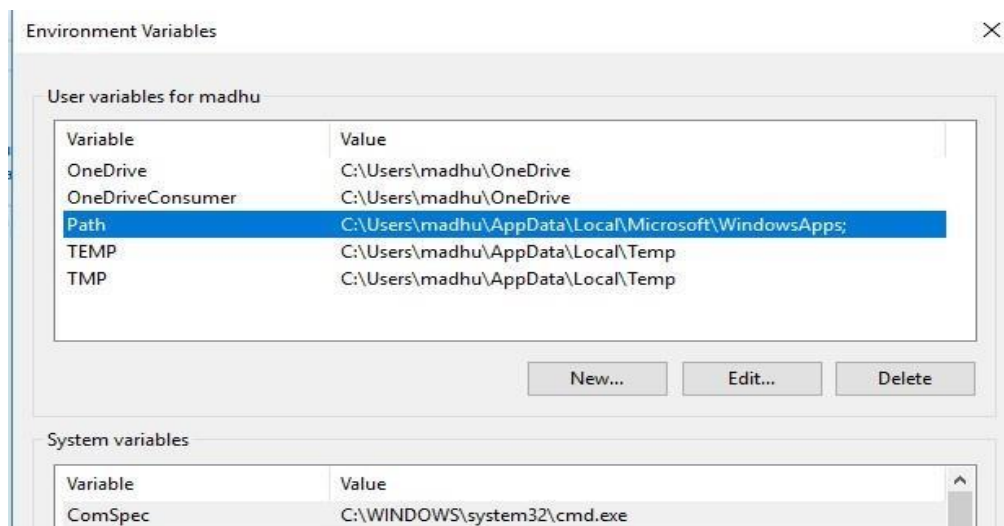 Environment Variables
User variables for madhu
Variable Value
OneDrive C:\Users\madhu\OneDrive
OneDriveConsumer C:\Users\madhu\OneDrive
Path C:\Users\madhu\AppData\Local\Microsoft\WindowsApps;
TEMP C:\Users\madhu\AppData\Local\Temp
TMP C:\Users\madhu\AppData\Local\Temp
New... Edit... Delete
System variables
Variable Value
ComSpec C:\WINDOWS\system32\cmd.exe